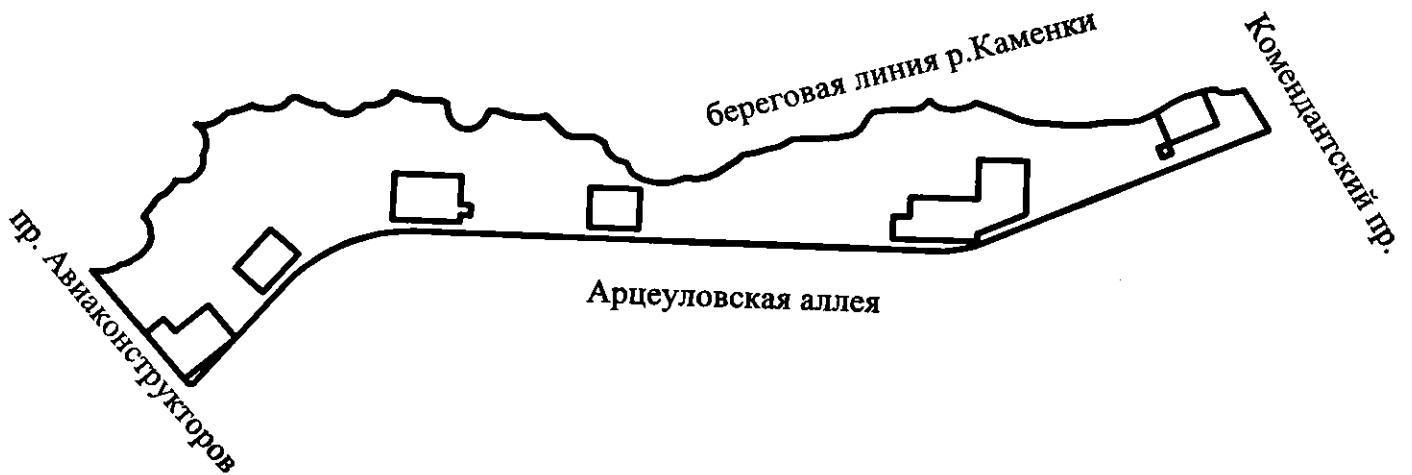 береговая линия р.Каменки
Комендантский пр.
пр. Авиаконструкторов
Арцеуловская аллея